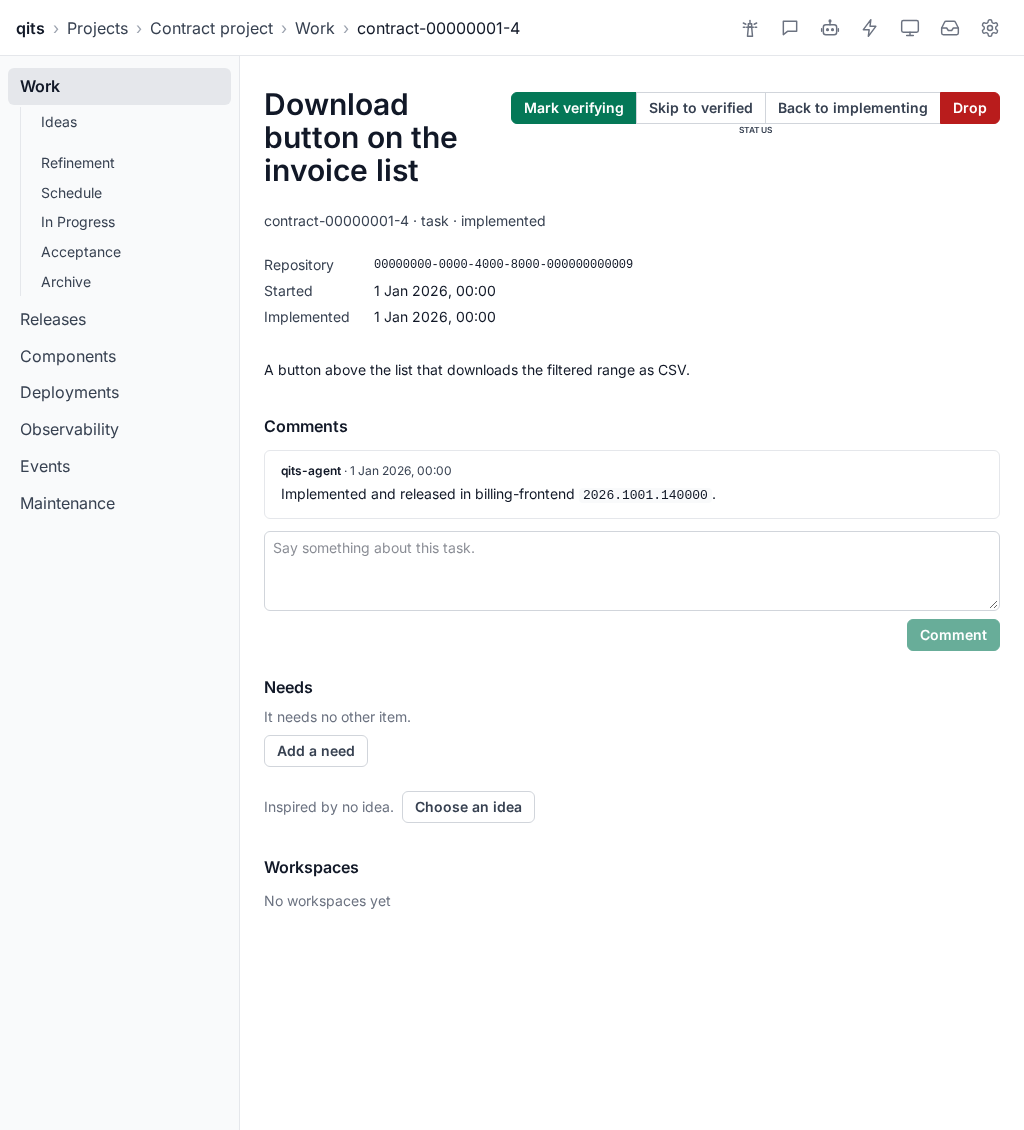 qits › Projects › Contract project › Work › contract-00000001-4
Work
Ideas
Refinement
Schedule
In Progress
Acceptance
Archive
Releases
Components
Deployments
Observability
Events
Maintenance
Download
button on the
invoice list
Mark verifying
Skip to verified
Back to implementing
Drop
STATUS
contract-00000001-4 · task · implemented
Repository 00000000-0000-4000-8000-000000000009
Started 1 Jan 2026, 00:00
Implemented 1 Jan 2026, 00:00
A button above the list that downloads the filtered range as CSV.
Comments
qits-agent · 1 Jan 2026, 00:00
Implemented and released in billing-frontend 2026.1001.140000.
Say something about this task.
Comment
Needs
It needs no other item.
Add a need
Inspired by no idea. Choose an idea
Workspaces
No workspaces yet